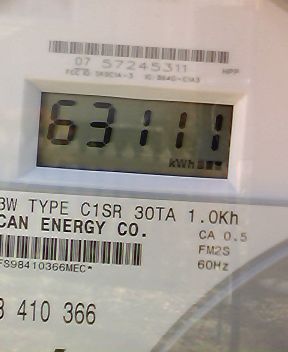 07 57245311
63111
kWh
3W TYPE C1SR 30TA 1.0Kh
CAN ENERGY CO.
CA 0.5
FM2S
60Hz
FS98410366MEC*
410 366